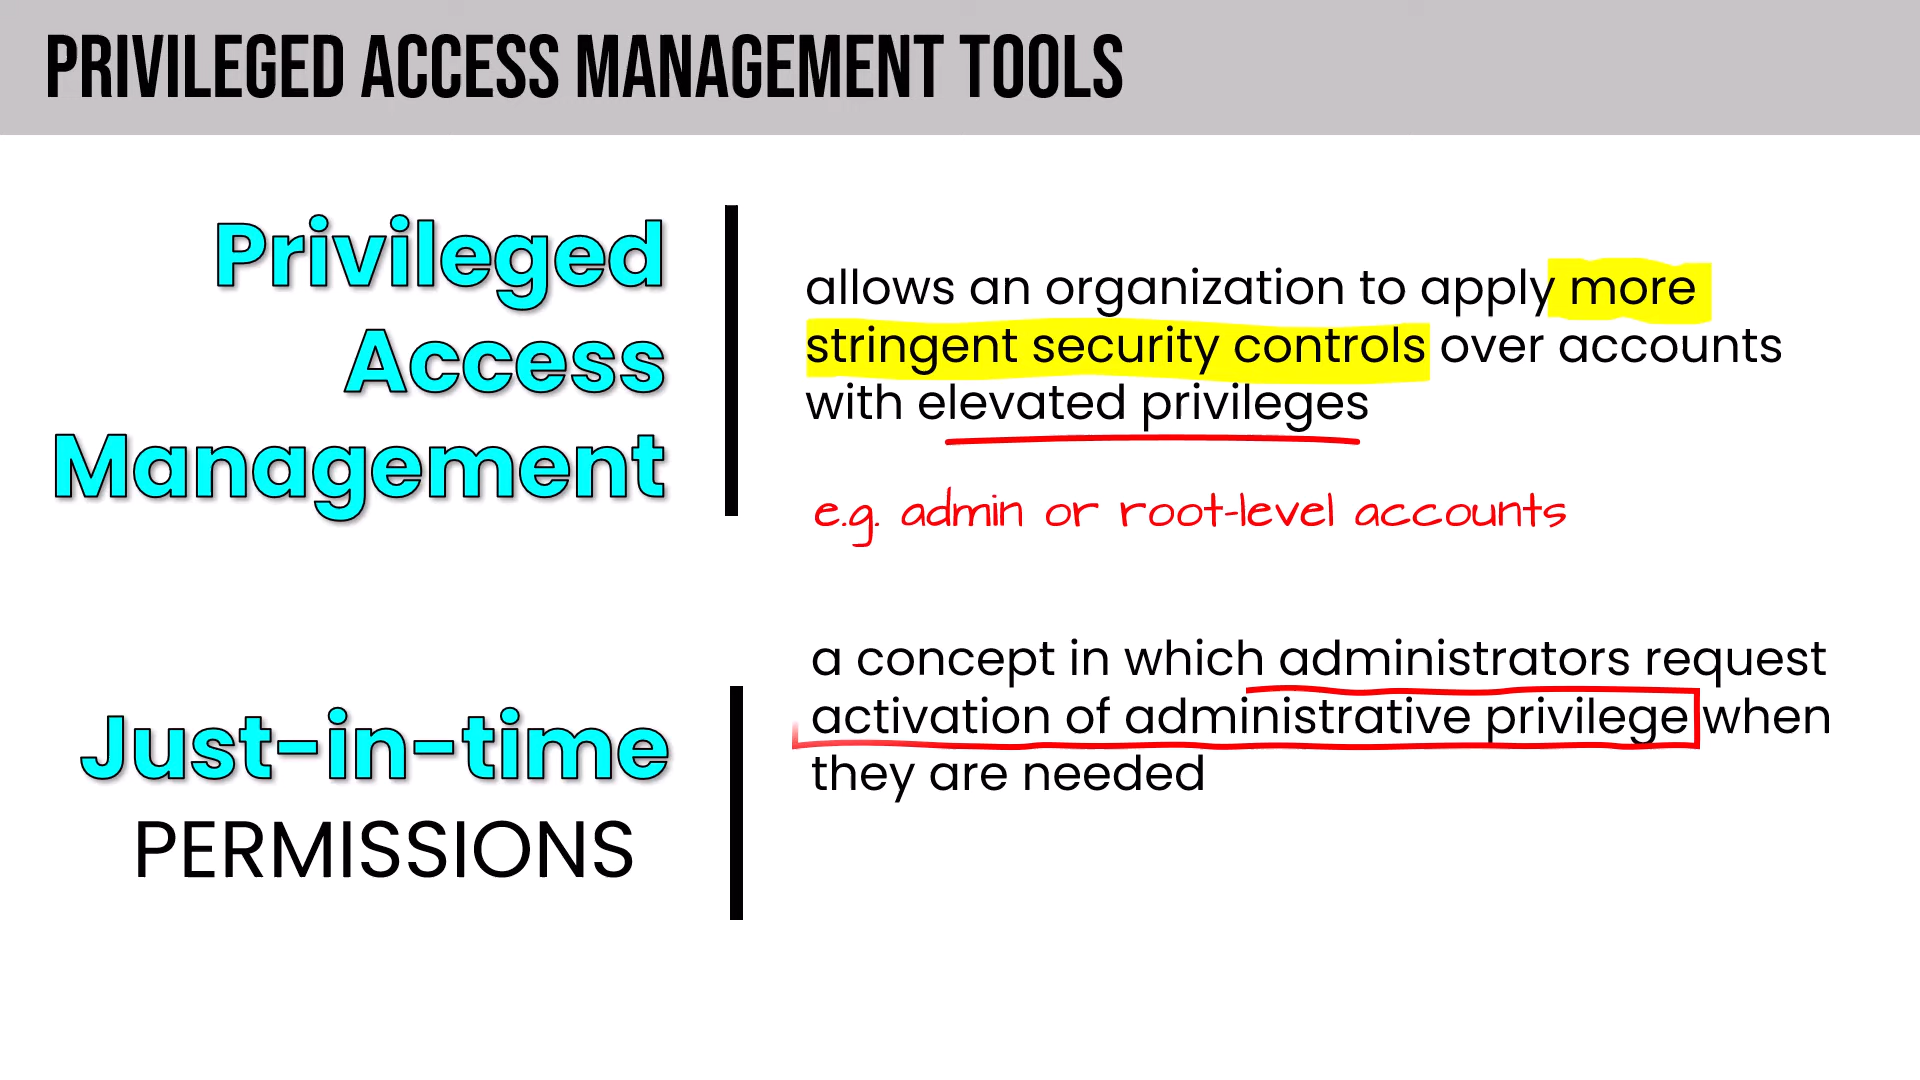 PRIVILEGED ACCESS MANAGEMENT TOOLS
Privileged
Access
Management
allows an organization to apply more
stringent security controls over accounts
with elevated privileges
e.g. admin or root-level accounts
Just-in-time
PERMISSIONS
a concept in which administrators request
activation of administrative privilege when
they are needed